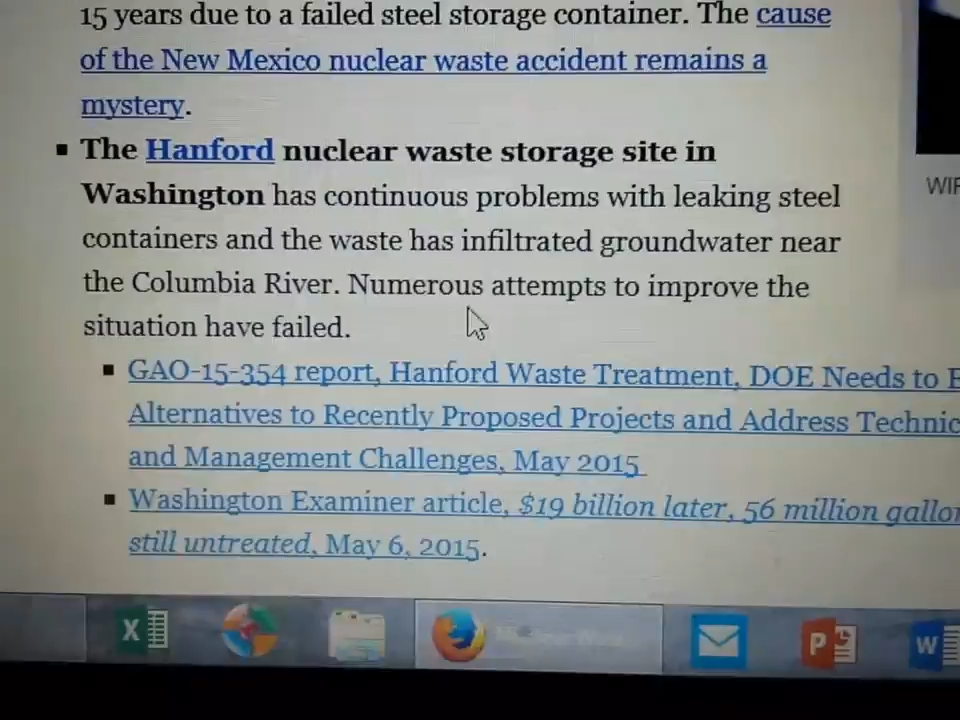 15 years due to a failed steel storage container. The cause
of the New Mexico nuclear waste accident remains a
mystery.
The Hanford nuclear waste storage site in
Washington has continuous problems with leaking steel
containers and the waste has infiltrated groundwater near
the Columbia River. Numerous attempts to improve the
situation have failed.
GAO-15-354 report, Hanford Waste Treatment, DOE Needs to
Alternatives to Recently Proposed Projects and Address Technic
and Management Challenges, May 2015
Washington Examiner article, $19 billion later, 56 million gallon
still untreated, May 6, 2015.
WIP
X
P
W